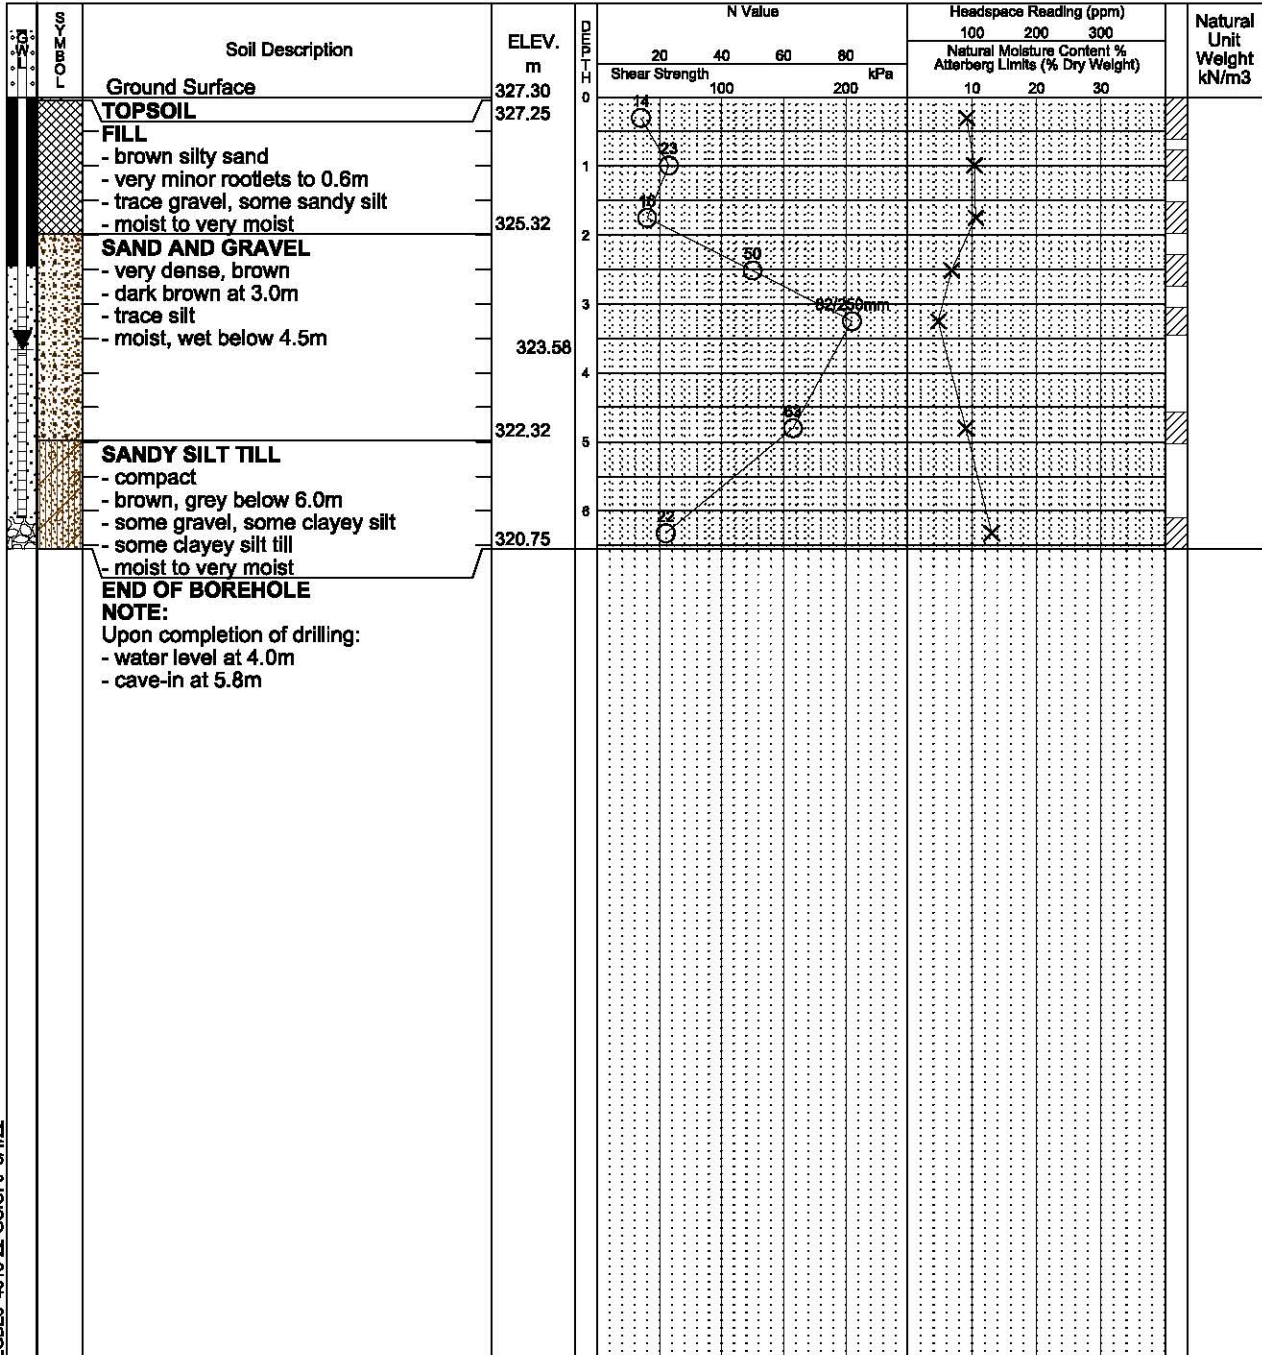 GWL
SYMBOL
Soil Description
Ground Surface
ELEV.
m
327.30
DEPTH
N Value
20 40 60 80
Shear Strength kPa
100 200
Headspace Reading (ppm)
100 200 300
Natural Moisture Content %
Atterberg Limits (% Dry Weight)
10 20 30
Natural
Unit
Weight
kN/m3
0
TOPSOIL 327.25
14
FILL
- brown silty sand
23
- very minor rootlets to 0.6m
1
- trace gravel, some sandy silt
- moist to very moist 325.32
2
SAND AND GRAVEL
50
- very dense, brown
- dark brown at 3.0m
3
82/250mm
- trace silt
- moist, wet below 4.5m
323.58
4
63
322.32
5
SANDY SILT TILL
- compact
- brown, grey below 6.0m
6
- some gravel, some clayey silt
22
- some clayey silt till 320.75
- moist to very moist
END OF BOREHOLE
NOTE:
Upon completion of drilling:
- water level at 4.0m
- cave-in at 5.8m